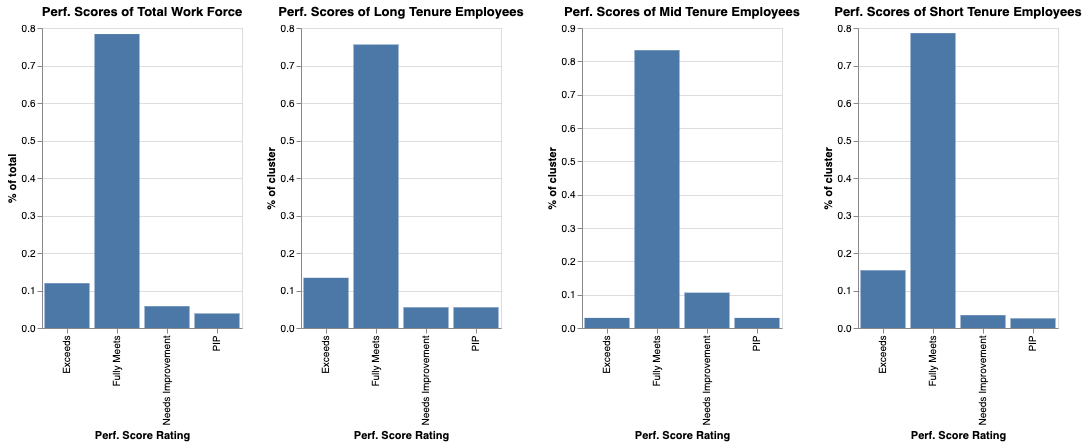 Perf. Scores of Total Work Force
% of total
0.8
0.7
0.6
0.5
0.4
0.3
0.2
0.1
0.0
Exceeds
Fully Meets
Needs Improvement
PIP
Perf. Score Rating
Perf. Scores of Long Tenure Employees
% of cluster
0.8
0.7
0.6
0.5
0.4
0.3
0.2
0.1
0.0
Exceeds
Fully Meets
Needs Improvement
PIP
Perf. Score Rating
Perf. Scores of Mid Tenure Employees
% of cluster
0.9
0.8
0.7
0.6
0.5
0.4
0.3
0.2
0.1
0.0
Exceeds
Fully Meets
Needs Improvement
PIP
Perf. Score Rating
Perf. Scores of Short Tenure Employees
% of cluster
0.8
0.7
0.6
0.5
0.4
0.3
0.2
0.1
0.0
Exceeds
Fully Meets
Needs Improvement
PIP
Perf. Score Rating